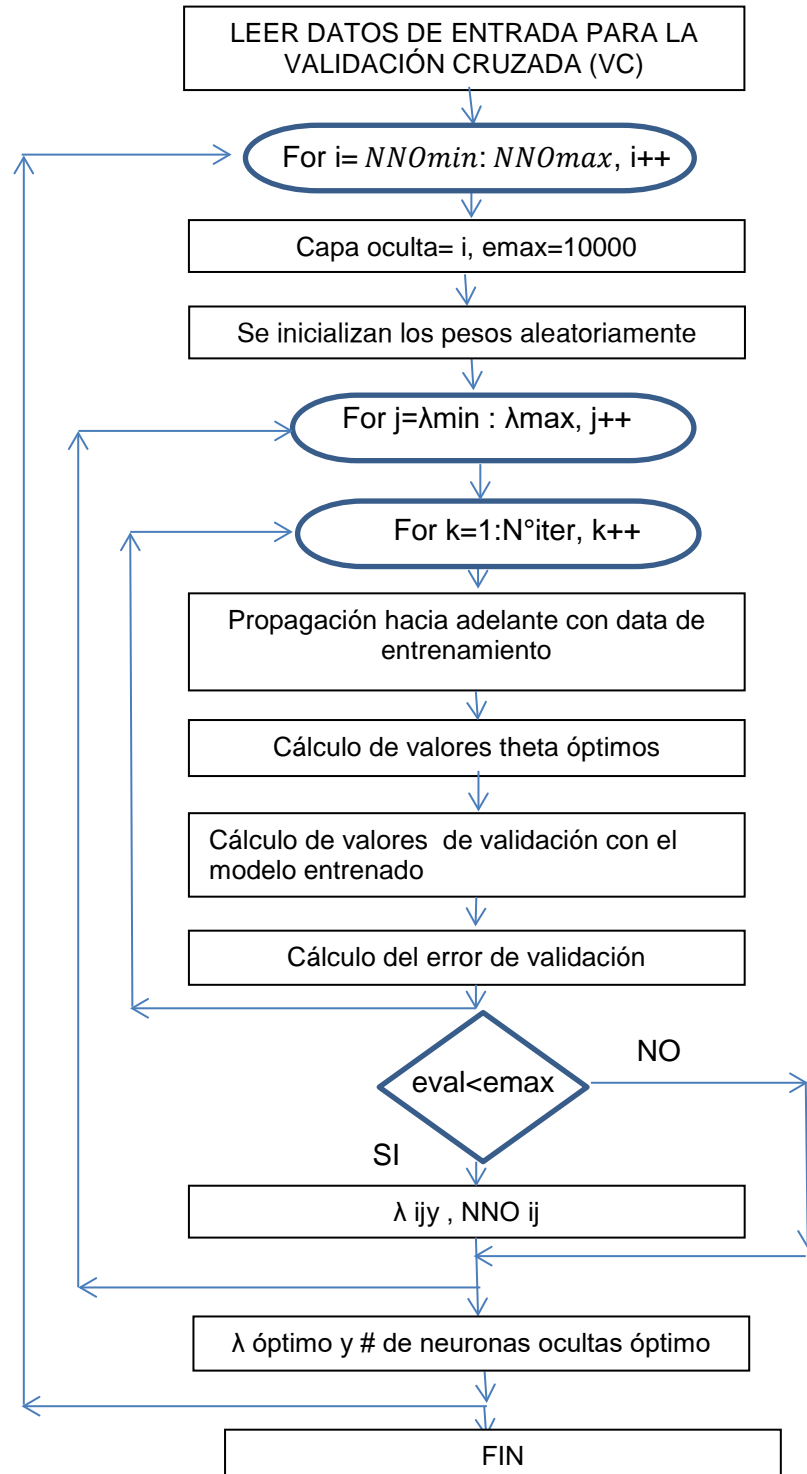 LEER DATOS DE ENTRADA PARA LA
VALIDACIÓN CRUZADA (VC)
For i= NNOmin: NNOmax, i++
Capa oculta= i, emax=10000
Se inicializan los pesos aleatoriamente
For j=λmin : λmax, j++
For k=1:N°iter, k++
Propagación hacia adelante con data de
entrenamiento
Cálculo de valores theta óptimos
Cálculo de valores de validación con el
modelo entrenado
Cálculo del error de validación
eval<emax
NO
SI
λ ijy , NNO ij
λ óptimo y # de neuronas ocultas óptimo
FIN